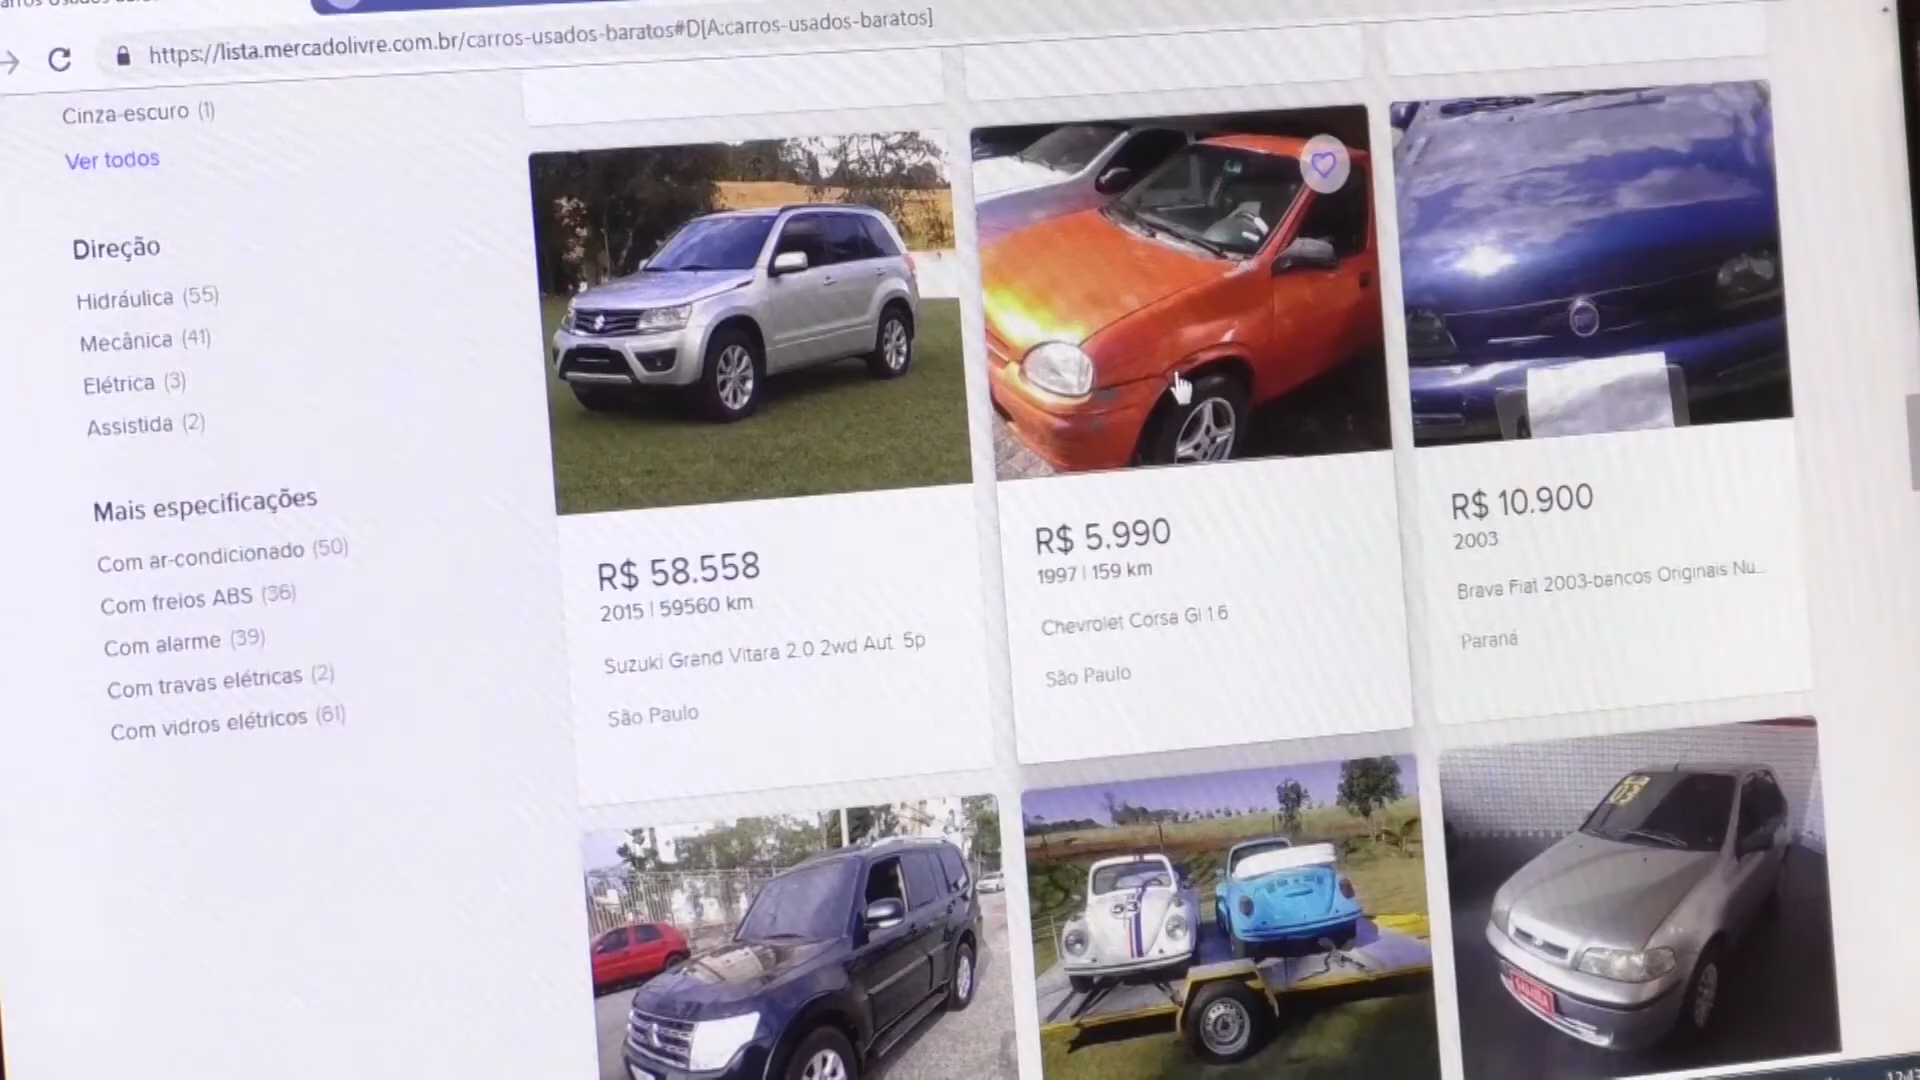 https://lista.mercadolivre.com.br/carros-usados-baratos#D[A:carros-usados-baratos]
Cinza-escuro (1)
Ver todos
Direção
Hidráulica (55)
Mecânica (41)
Elétrica (3)
Assistida (2)
Mais especificações
Com ar-condicionado (50)
Com freios ABS (36)
Com alarme (39)
Com travas elétricas (2)
Com vidros elétricos (61)
R$ 58.558
2015 | 59560 km
Suzuki Grand Vitara 2.0 2wd Aut. 5p
São Paulo
R$ 5.990
1997 | 159 km
Chevrolet Corsa Gl 1.6
São Paulo
R$ 10.900
2003
Brava Fiat 2003-bancos Originais Nu...
Paraná
53
03